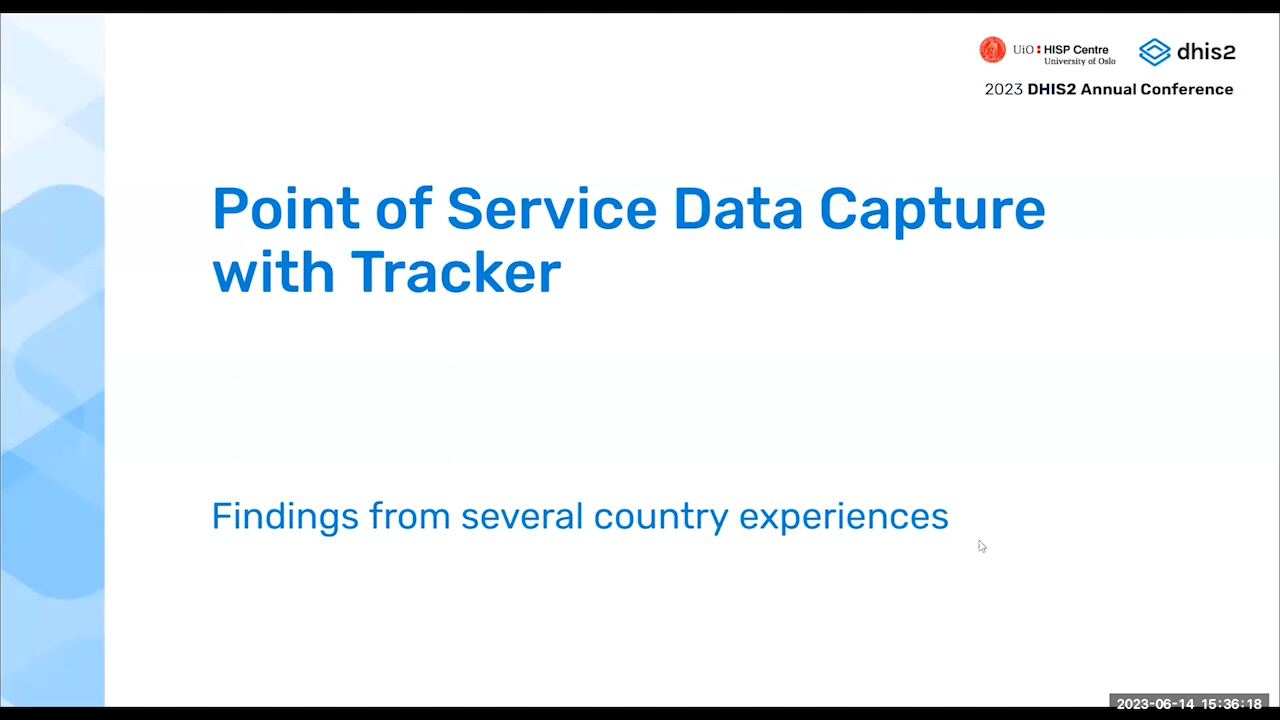 UiO: HISP Centre
University of Oslo
dhis2
2023 DHIS2 Annual Conference
Point of Service Data Capture
with Tracker
Findings from several country experiences
2023-06-14 15:36:18